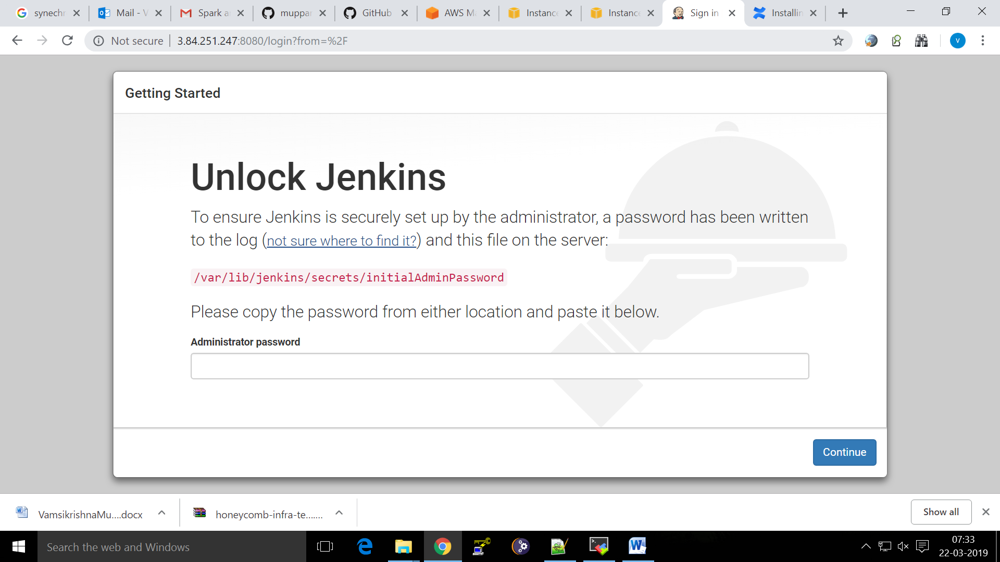 synechr
Mail - V
Spark a
muppar
GitHub
AWS Ma
Instance
Instance
Sign in
Installin
Not secure
3.84.251.247:8080/login?from=%2F
V
Getting Started
Unlock Jenkins
To ensure Jenkins is securely set up by the administrator, a password has been written
to the log (not sure where to find it?) and this file on the server:
/var/lib/jenkins/secrets/initialAdminPassword
Please copy the password from either location and paste it below.
Administrator password
Continue
VamsikrishnaMu....docx
honeycomb-infra-te.......
Show all
Search the web and Windows
07:33
22-03-2019